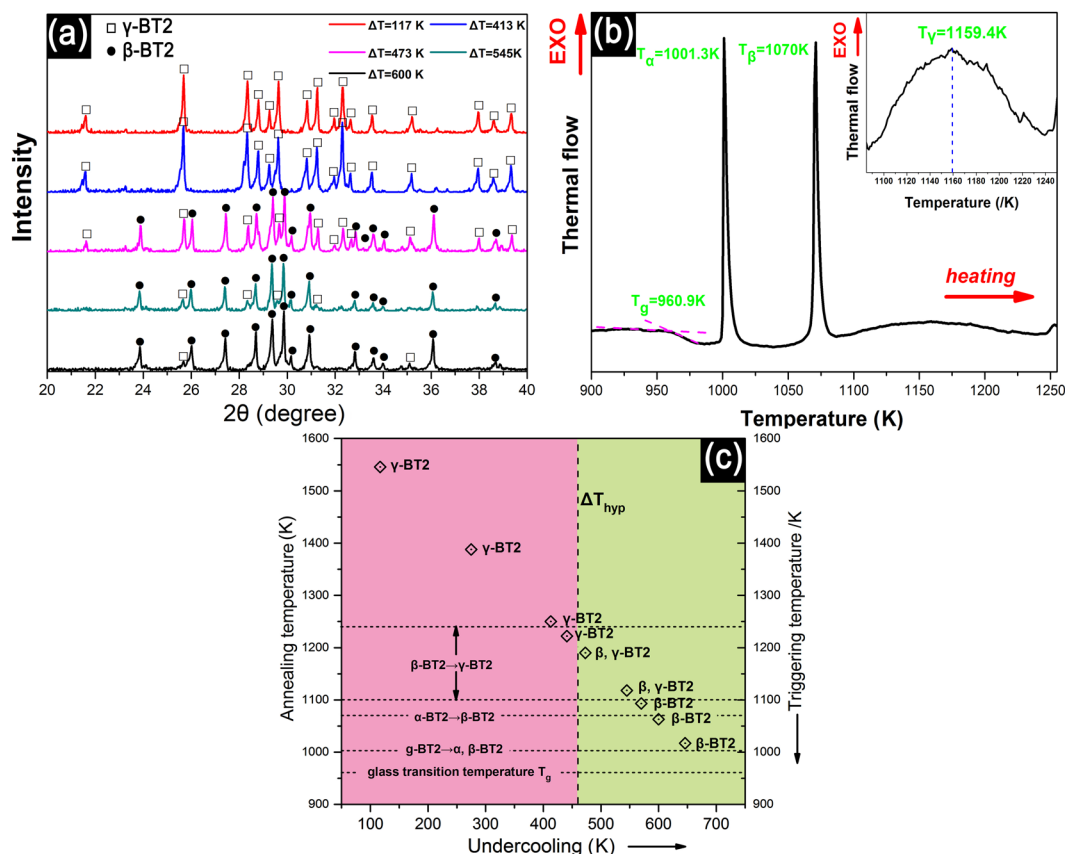 (a)
γ-BT2
β-BT2
ΔT=117 K
ΔT=413 K
ΔT=473 K
ΔT=545K
ΔT=600 K
Intensity
20 22 24 26 28 30 32 34 36 38 40
2θ (degree)
(b)
EXO
Thermal flow
Tα=1001.3K
Tβ=1070K
Tg=960.9K
heating
900 950 1000 1050 1100 1150 1200 1250
Temperature (K)
EXO
Thermal flow
Tγ=1159.4K
1100 1120 1140 1160 1180 1200 1220 1240
Temperature (/K)
(c)
Annealing temperature (K)
1600
1500
1400
1300
1200
1100
1000
900
γ-BT2
γ-BT2
γ-BT2
γ-BT2
β, γ-BT2
β, γ-BT2
β-BT2
β-BT2
β-BT2
ΔThyp
β-BT2→γ-BT2
α-BT2→β-BT2
g-BT2→α, β-BT2
glass transition temperature Tg
1600
1500
1400
1300
1200
1100
1000
900
Triggering temperature /K
100 200 300 400 500 600 700
Undercooling (K)